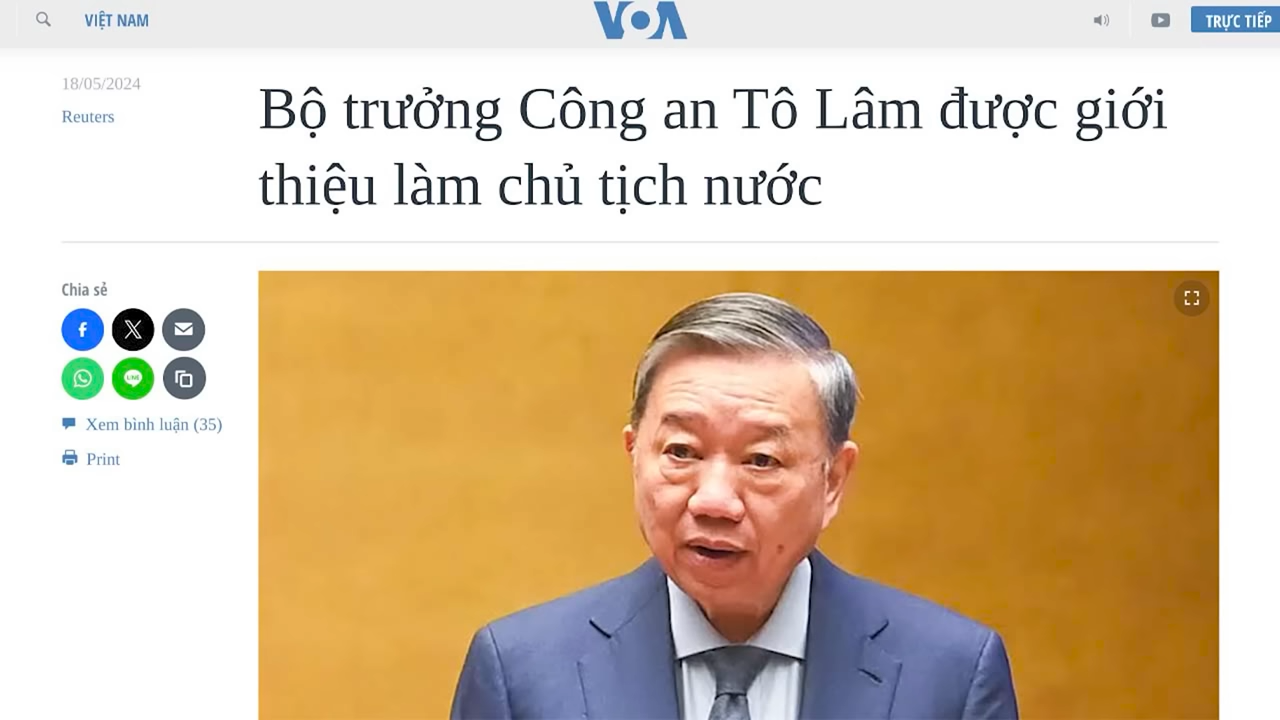 VIỆT NAM
VOA
TRỰC TIẾP
18/05/2024
Reuters
Bộ trưởng Công an Tô Lâm được giới
thiệu làm chủ tịch nước
Chia sẻ
LINE
Xem bình luận (35)
Print